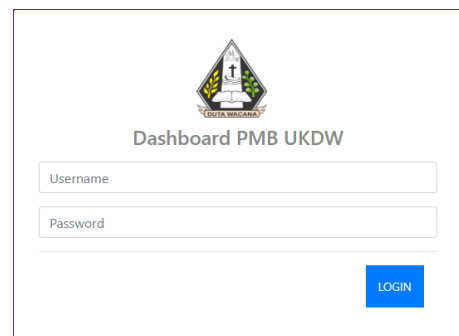 DUTA WACANA
Dashboard PMB UKDW
Username
Password
LOGIN